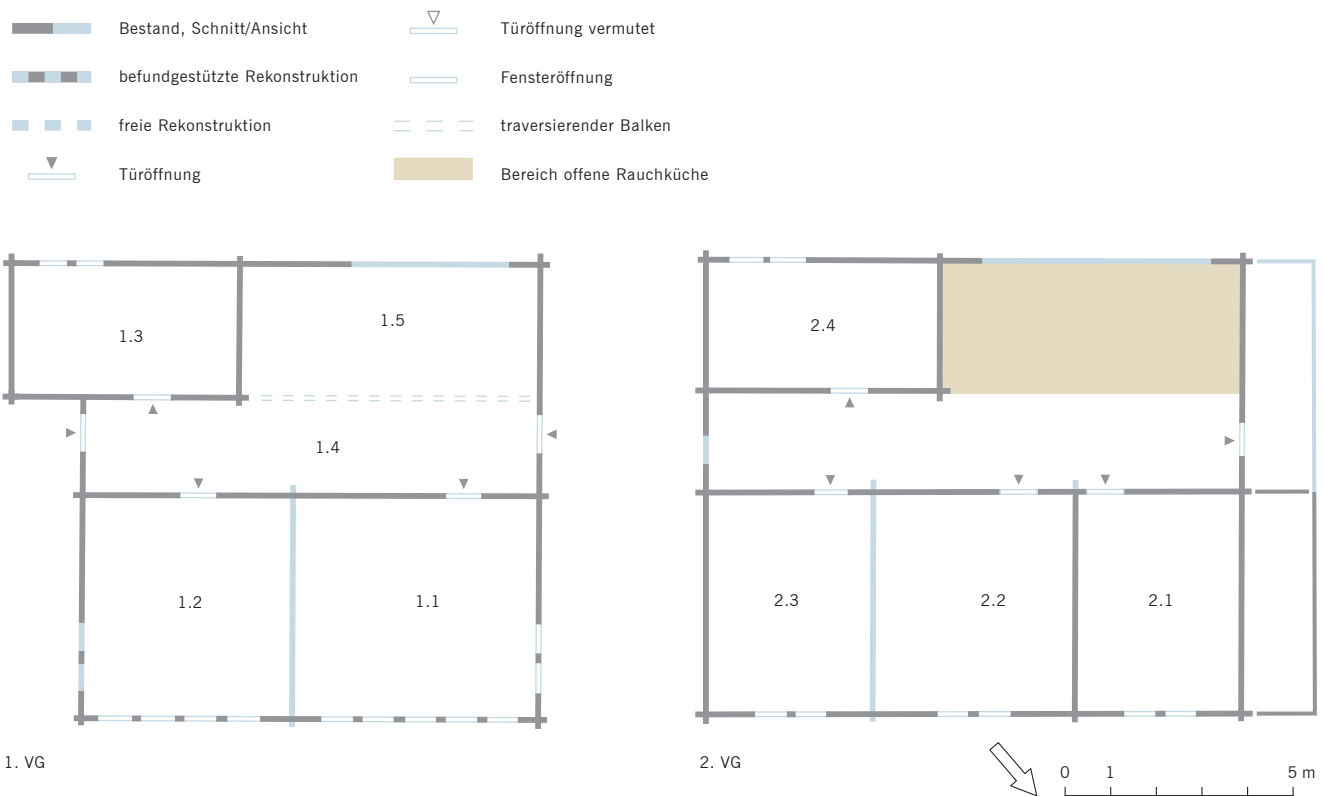 Bestand, Schnitt/Ansicht
befundgestützte Rekonstruktion
freie Rekonstruktion
Türöffnung
Türöffnung vermutet
Fensteröffnung
traversierender Balken
Bereich offene Rauchküche
1.3
1.5
1.4
1.2
1.1
1. VG
2.4
2.3
2.2
2.1
2. VG
0 1 5 m